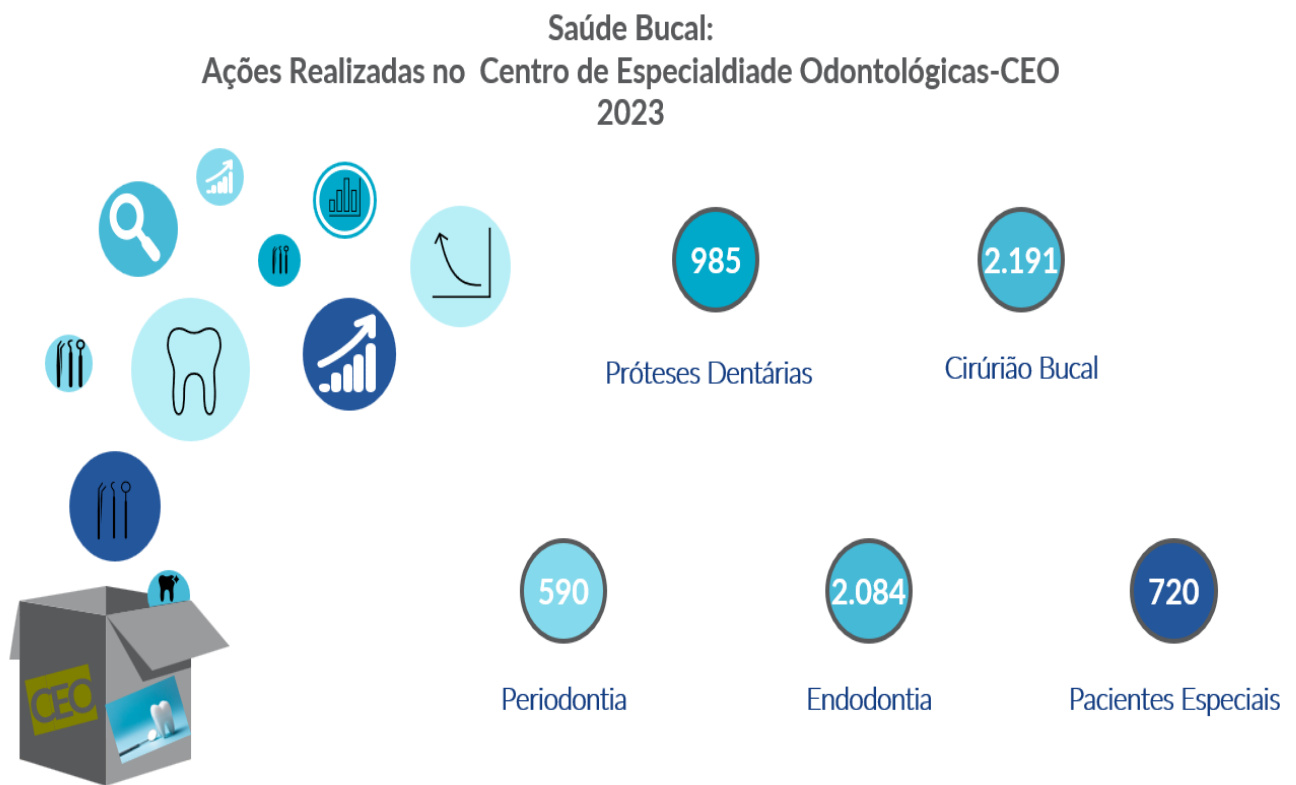 Saúde Bucal:
Ações Realizadas no Centro de Especialdiade Odontológicas-CEO
2023
985
2.191
Próteses Dentárias
Cirúrião Bucal
590
2.084
720
Periodontia
Endodontia
Pacientes Especiais
CEO